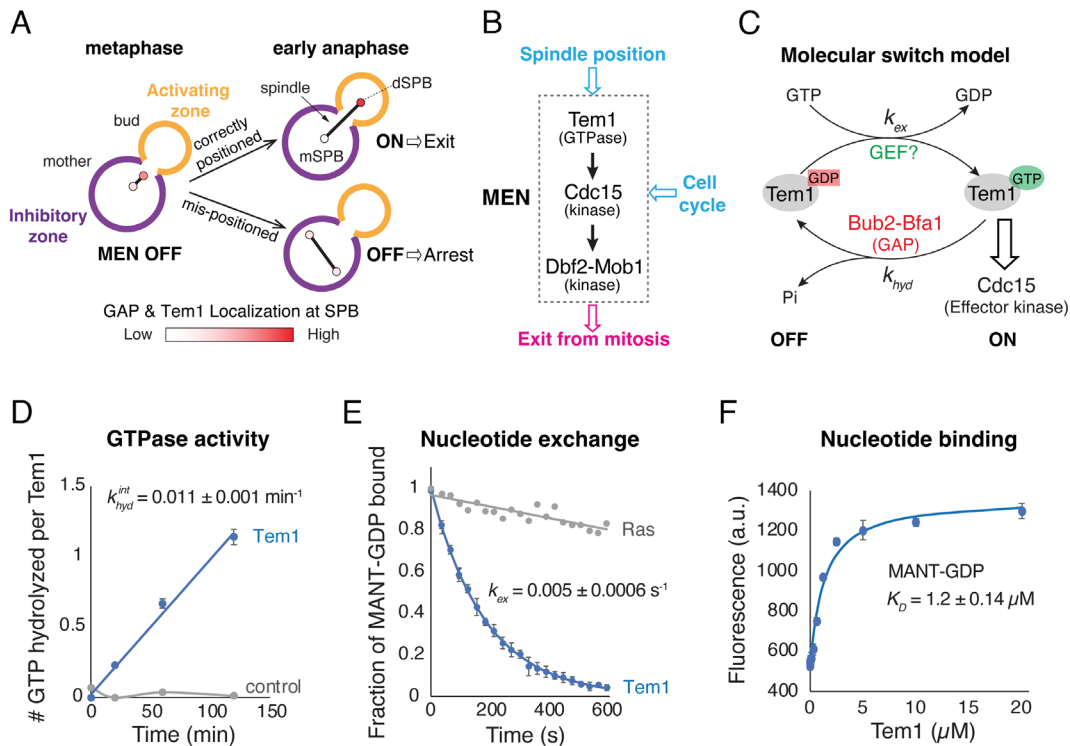 A
metaphase
early anaphase
Activating
zone
bud
mother
Inhibitory
zone
MEN OFF
correctly
positioned
mis-positioned
spindle
dSPB
mSPB
ON⇨Exit
OFF⇨Arrest
GAP & Tem1 Localization at SPB
Low
High
B
Spindle position
Tem1
(GTPase)
MEN
Cdc15
(kinase)
Cell
cycle
Dbf2-Mob1
(kinase)
Exit from mitosis
C
Molecular switch model
GTP
GDP
k_ex
GEF?
Tem1
GDP
Tem1
GTP
Bub2-Bfa1
(GAP)
k_hyd
Pi
Cdc15
(Effector kinase)
OFF
ON
D
GTPase activity
# GTP hydrolyzed per Tem1
1.5
1
0.5
0
k^int_hyd = 0.011 ± 0.001 min⁻¹
Tem1
control
0
50
100
150
Time (min)
E
Nucleotide exchange
Fraction of MANT-GDP bound
1
0.8
0.6
0.4
0.2
0
Ras
k_ex = 0.005 ± 0.0006 s⁻¹
Tem1
0
200
400
600
Time (s)
F
Nucleotide binding
Fluorescence (a.u.)
1400
1200
1000
800
600
400
MANT-GDP
K_D = 1.2 ± 0.14 µM
0
5
10
15
20
Tem1 (µM)